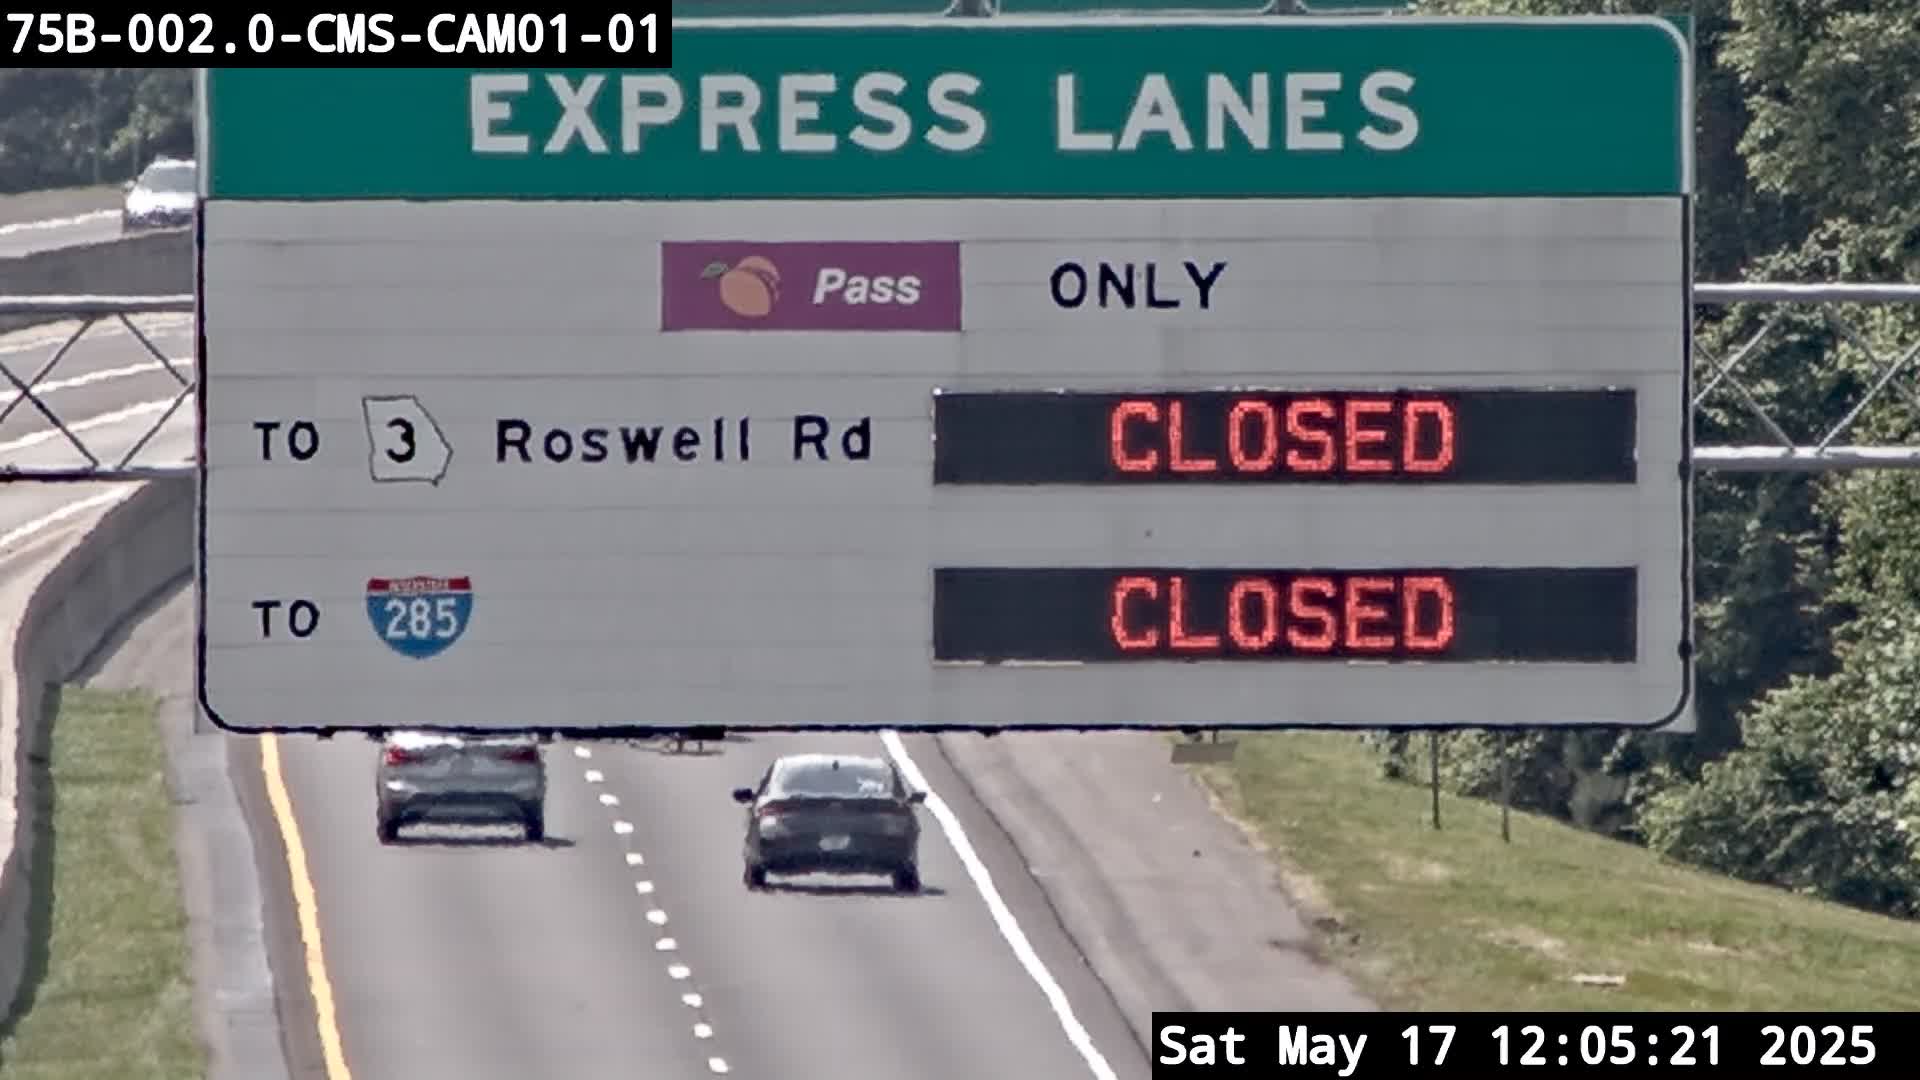 75B-002.0-CMS-CAM01-01
EXPRESS LANES
Pass ONLY
TO 3 Roswell Rd CLOSED
TO INTERSTATE 285 CLOSED
Sat May 17 12:05:21 2025